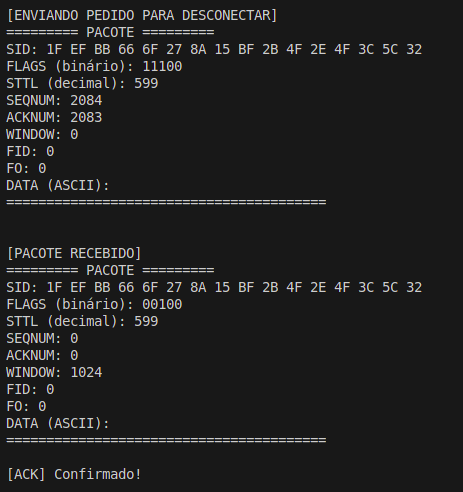 [ENVIANDO PEDIDO PARA DESCONECTAR]
========= PACOTE =========
SID: 1F EF BB 66 6F 27 8A 15 BF 2B 4F 2E 4F 3C 5C 32
FLAGS (binário): 11100
STTL (decimal): 599
SEQNUM: 2084
ACKNUM: 2083
WINDOW: 0
FID: 0
FO: 0
DATA (ASCII):
========================================
[PACOTE RECEBIDO]
========= PACOTE =========
SID: 1F EF BB 66 6F 27 8A 15 BF 2B 4F 2E 4F 3C 5C 32
FLAGS (binário): 00100
STTL (decimal): 599
SEQNUM: 0
ACKNUM: 0
WINDOW: 1024
FID: 0
FO: 0
DATA (ASCII):
========================================
[ACK] Confirmado!